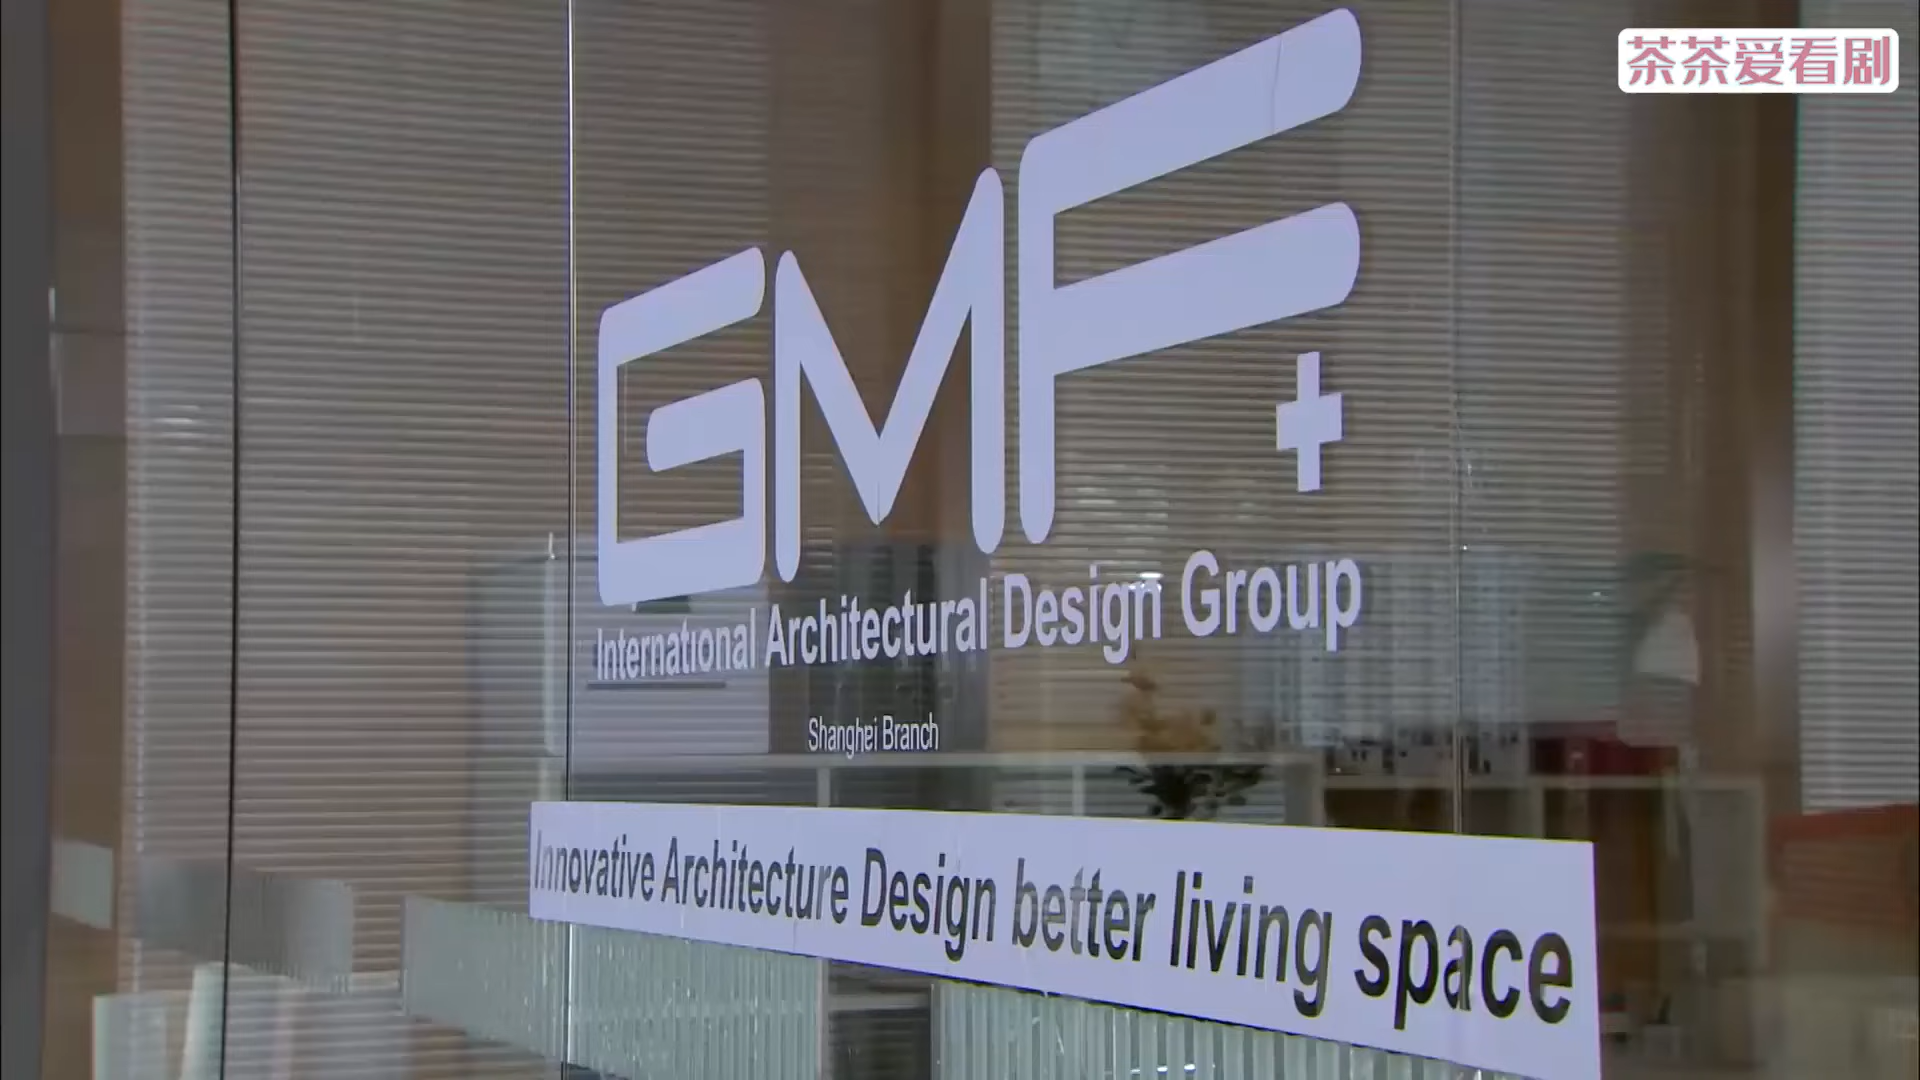 茶茶爱看剧
GMF+
International Architectural Design Group
Shanghei Branch
Innovative Architecture Design better living space